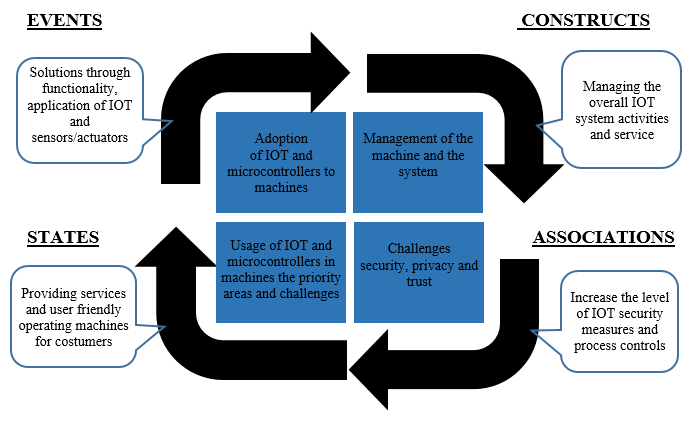 EVENTS
CONSTRUCTS
Solutions through
functionality,
application of IOT
and
sensors/actuators
Adoption
of IOT and
microcontrollers to
machines
Management of the
machine and the
system
Managing the
overall IOT
system activities
and service
STATES
ASSOCIATIONS
Providing services
and user friendly
operating machines
for costumers
Usage of IOT and
microcontrollers in
machines the priority
areas and challenges
Challenges
security, privacy and
trust
Increase the level
of IOT security
measures and
process controls